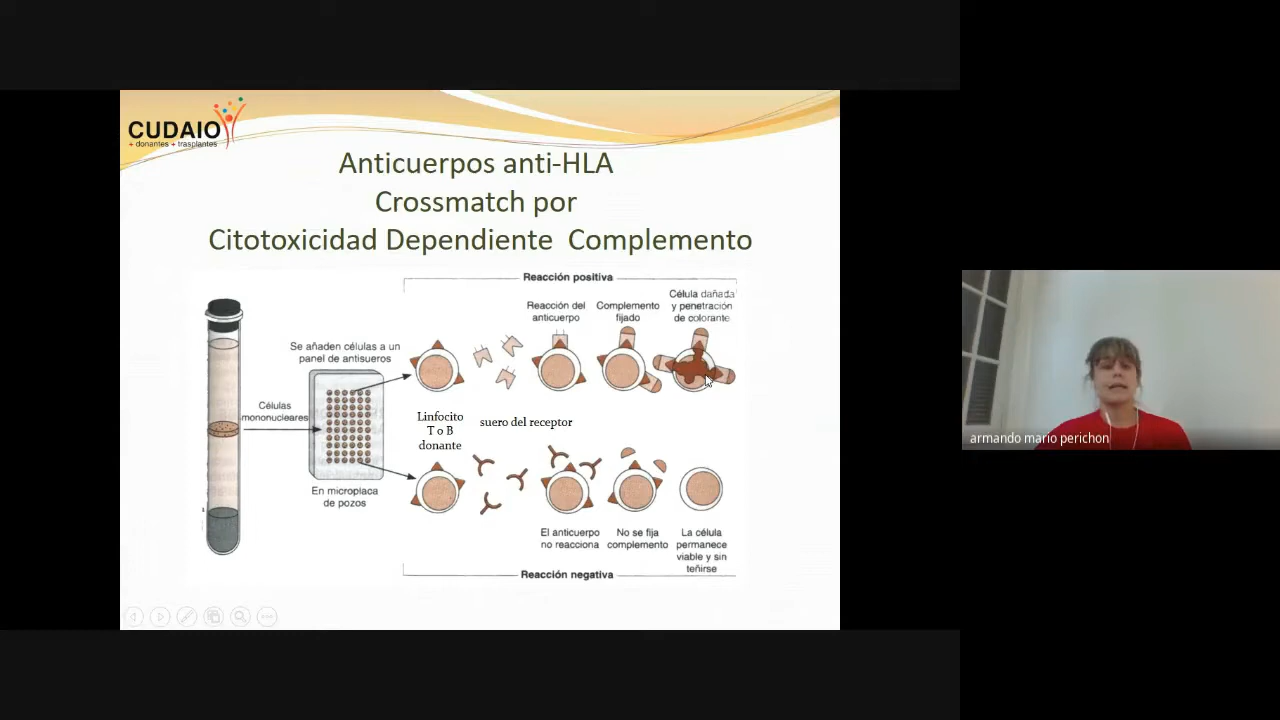 CUDAIO
+ donantes + trasplantes
Anticuerpos anti-HLA
Crossmatch por
Citotoxicidad Dependiente Complemento
Reacción positiva
Reacción del
anticuerpo
Complemento
fijado
Célula dañada
y penetración
de colorante
Se añaden células a un
panel de antisueros
Células
mononucleares
Linfocito
T o B
donante
suero del receptor
En microplaca
de pozos
El anticuerpo
no reacciona
No se fija
complemento
La célula
permanece
viable y sin
teñirse
Reacción negativa
armando mario perichon